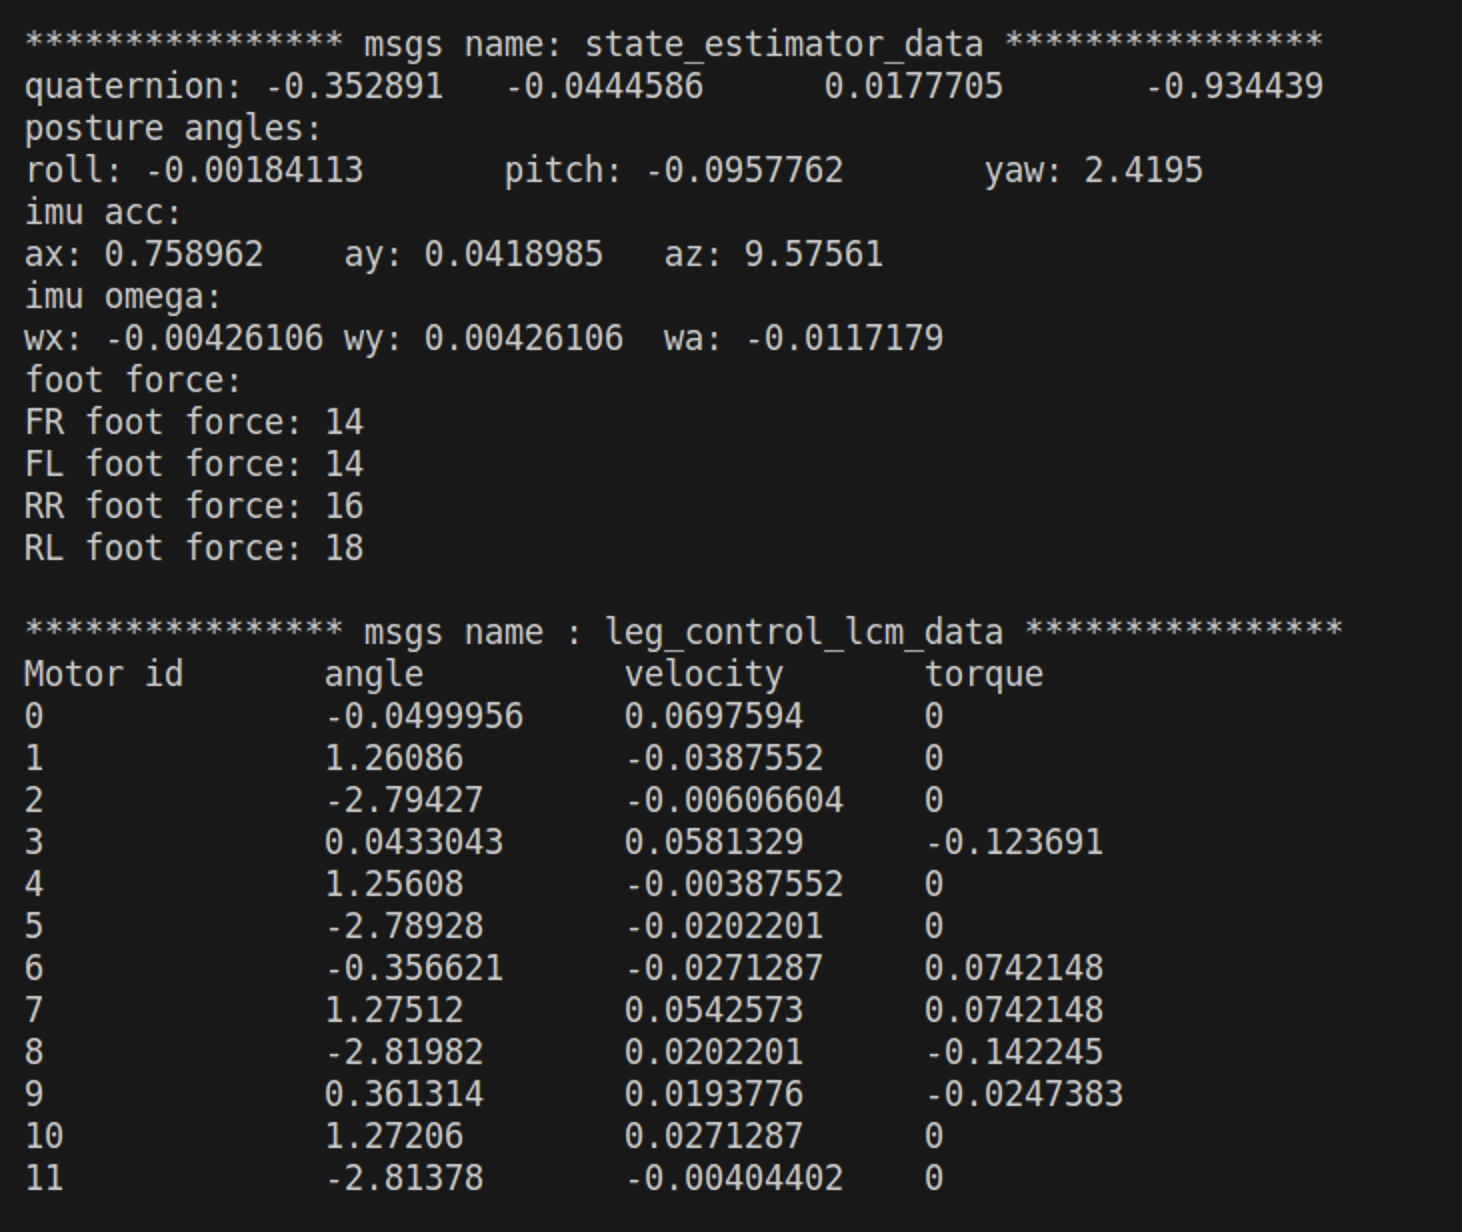 **************** msgs name: state_estimator_data ****************
quaternion: -0.352891   -0.0444586      0.0177705       -0.934439
posture angles:
roll: -0.00184113       pitch: -0.0957762       yaw: 2.4195
imu acc:
ax: 0.758962    ay: 0.0418985   az: 9.57561
imu omega:
wx: -0.00426106 wy: 0.00426106  wa: -0.0117179
foot force:
FR foot force: 14
FL foot force: 14
RR foot force: 16
RL foot force: 18

**************** msgs name : leg_control_lcm_data ****************
Motor id       angle          velocity       torque
0              -0.0499956     0.0697594      0
1              1.26086        -0.0387552     0
2              -2.79427       -0.00606604    0
3              0.0433043      0.0581329      -0.123691
4              1.25608        -0.00387552    0
5              -2.78928       -0.0202201     0
6              -0.356621      -0.0271287     0.0742148
7              1.27512        0.0542573      0.0742148
8              -2.81982       0.0202201      -0.142245
9              0.361314       0.0193776      -0.0247383
10             1.27206        0.0271287      0
11             -2.81378       -0.00404402    0